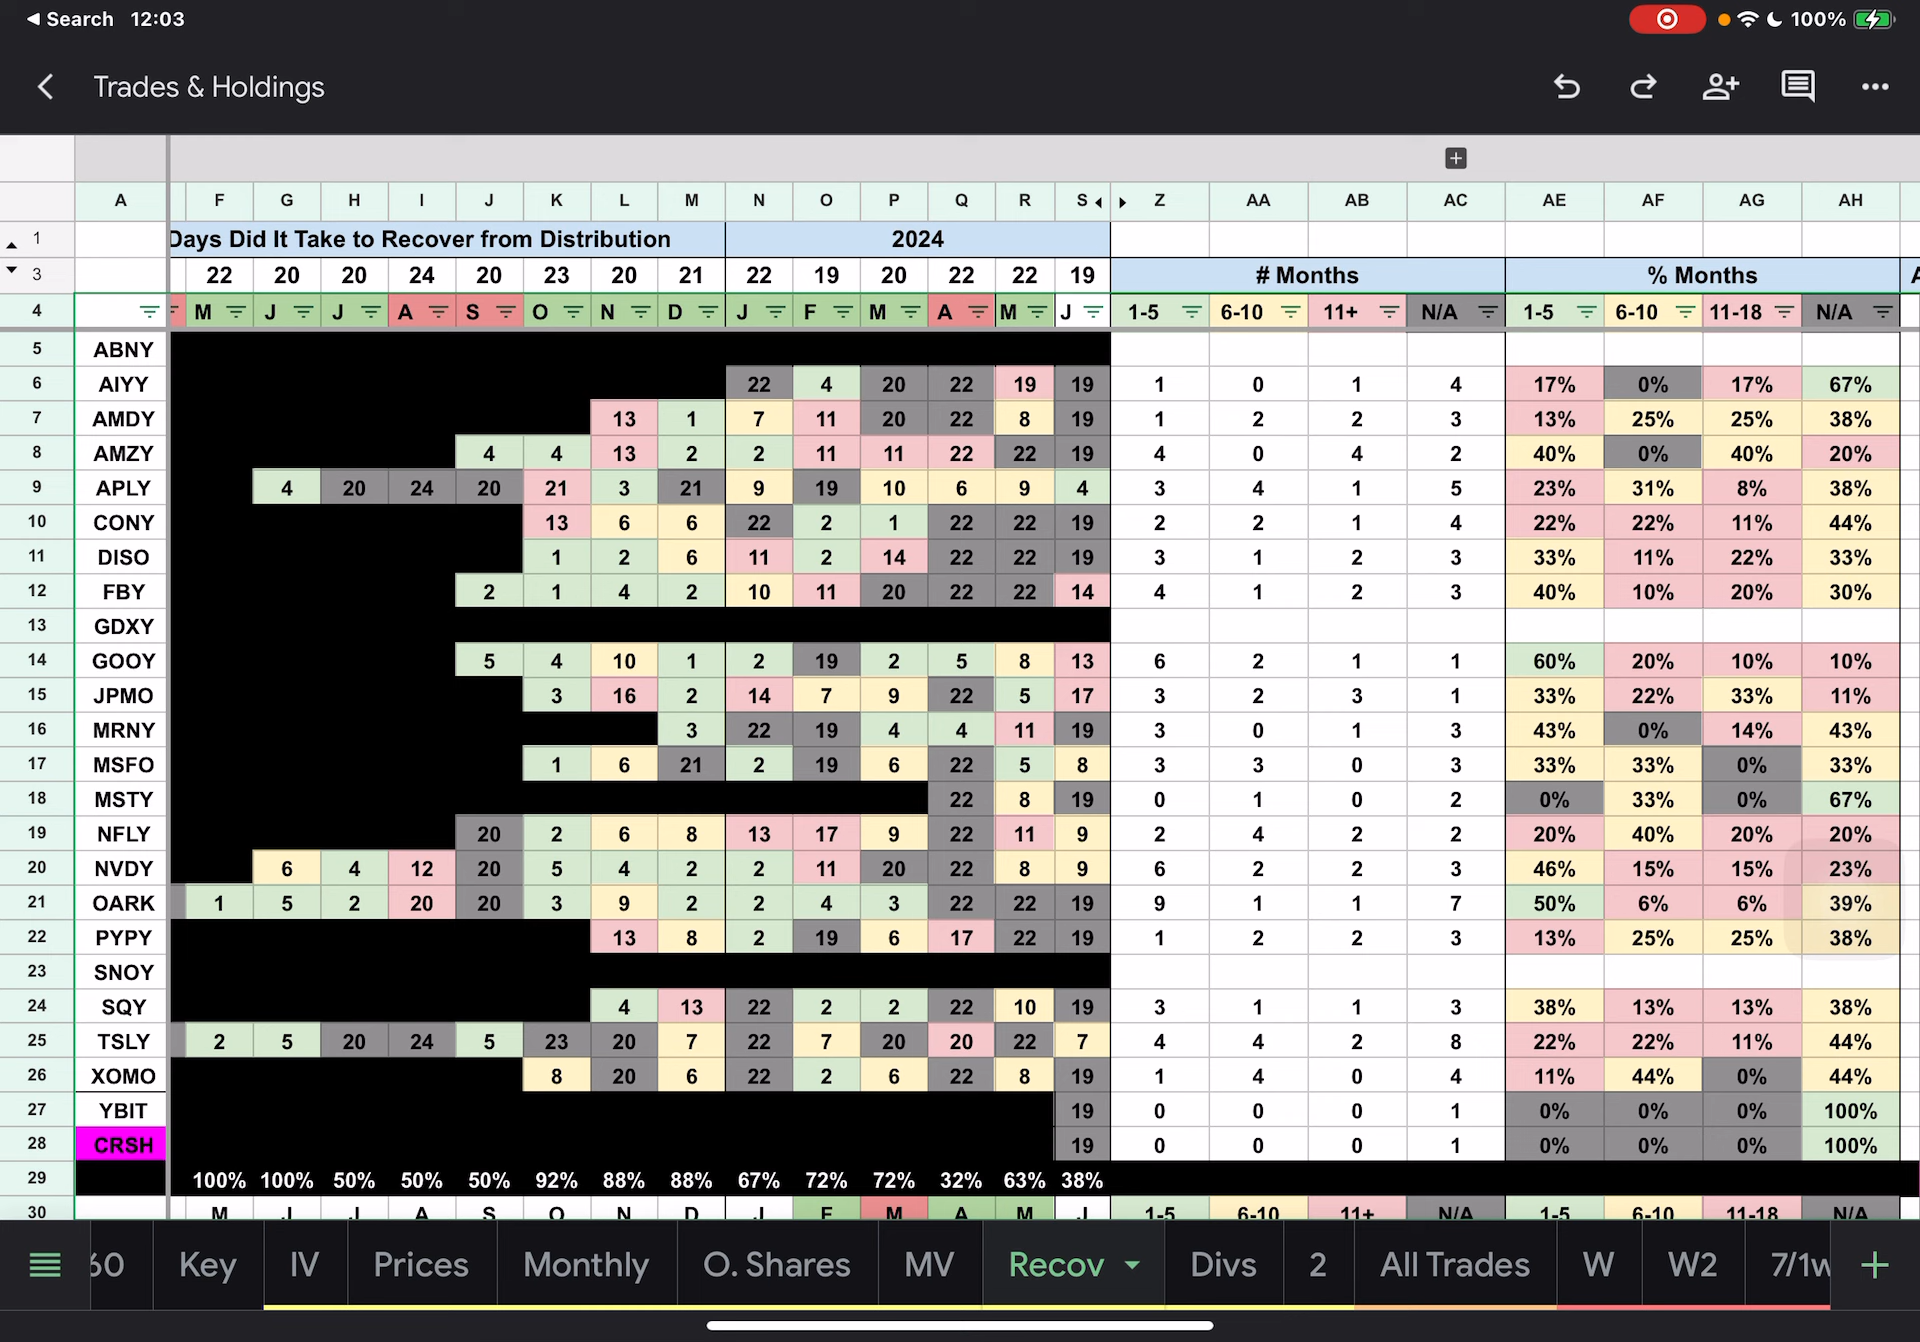 Search 12:03 100%
Trades & Holdings
A F G H I J K L M N O P Q R S Z AA AB AC AE AF AG AH
1 Days Did It Take to Recover from Distribution 2024
3 22 20 20 24 20 23 20 21 22 19 20 22 22 19 # Months % Months
4 M J J A S O N D J F M A M J 1-5 6-10 11+ N/A 1-5 6-10 11-18 N/A
5 ABNY
6 AIYY 22 4 20 22 19 19 1 0 1 4 17% 0% 17% 67%
7 AMDY 13 1 7 11 20 22 8 19 1 2 2 3 13% 25% 25% 38%
8 AMZY 4 4 13 2 2 11 11 22 22 19 4 0 4 2 40% 0% 40% 20%
9 APLY 4 20 24 20 21 3 21 9 19 10 6 9 4 3 4 1 5 23% 31% 8% 38%
10 CONY 13 6 6 22 2 1 22 22 19 2 2 1 4 22% 22% 11% 44%
11 DISO 1 2 6 11 2 14 22 22 19 3 1 2 3 33% 11% 22% 33%
12 FBY 2 1 4 2 10 11 20 22 22 14 4 1 2 3 40% 10% 20% 30%
13 GDXY
14 GOOY 5 4 10 1 2 19 2 5 8 13 6 2 1 1 60% 20% 10% 10%
15 JPMO 3 16 2 14 7 9 22 5 17 3 2 3 1 33% 22% 33% 11%
16 MRNY 3 22 19 4 4 11 19 3 0 1 3 43% 0% 14% 43%
17 MSFO 1 6 21 2 19 6 22 5 8 3 3 0 3 33% 33% 0% 33%
18 MSTY 22 8 19 0 1 0 2 0% 33% 0% 67%
19 NFLY 20 2 6 8 13 17 9 22 11 9 2 4 2 2 20% 40% 20% 20%
20 NVDY 6 4 12 20 5 4 2 2 11 20 22 8 9 6 2 2 3 46% 15% 15% 23%
21 OARK 1 5 2 20 20 3 9 2 2 4 3 22 22 19 9 1 1 7 50% 6% 6% 39%
22 PYPY 13 8 2 19 6 17 22 19 1 2 2 3 13% 25% 25% 38%
23 SNOY
24 SQY 4 13 22 2 2 22 10 19 3 1 1 3 38% 13% 13% 38%
25 TSLY 2 5 20 24 5 23 20 7 22 7 20 20 22 7 4 4 2 8 22% 22% 11% 44%
26 XOMO 8 20 6 22 2 6 22 8 19 1 4 0 4 11% 44% 0% 44%
27 YBIT 19 0 0 0 1 0% 0% 0% 100%
28 CRSH 19 0 0 0 1 0% 0% 0% 100%
29 100% 100% 50% 50% 50% 92% 88% 88% 67% 72% 72% 32% 63% 38%
30 M J J A S O N D J F M A M J 1-5 6-10 11+ N/A 1-5 6-10 11-18 N/A
60 Key IV Prices Monthly O. Shares MV Recov Divs 2 All Trades W W2 7/1w